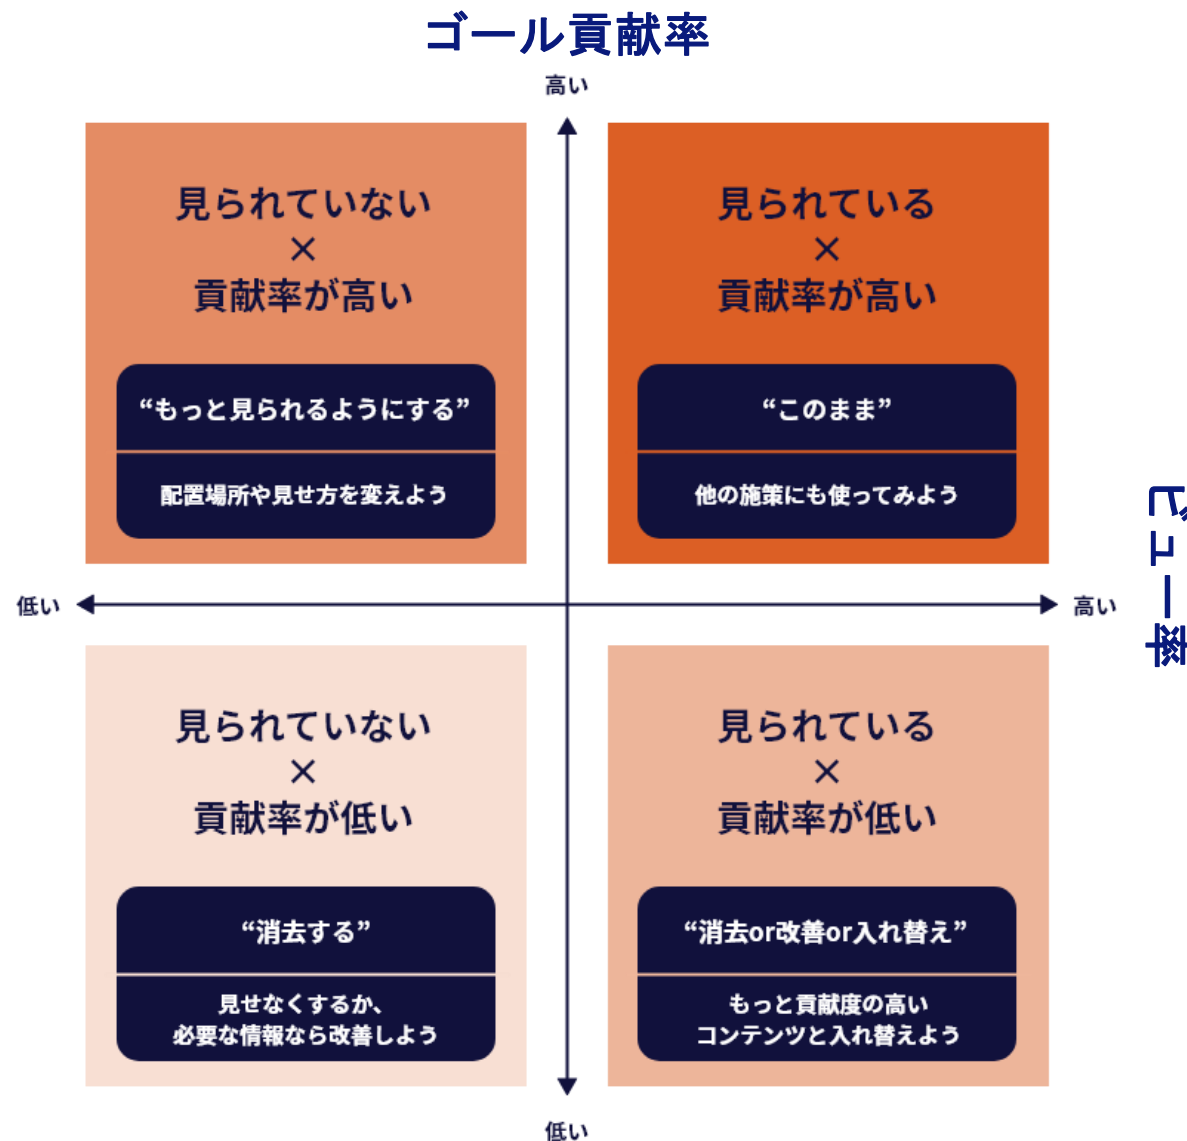 ゴール貢献率
高い
見られていない
×
貢献率が高い
“もっと見られるようにする”
配置場所や見せ方を変えよう
見られている
×
貢献率が高い
“このまま”
他の施策にも使ってみよう
低い
高い
ビュー率
見られていない
×
貢献率が低い
“消去する”
見せなくするか、
必要な情報なら改善しよう
見られている
×
貢献率が低い
“消去or改善or入れ替え”
もっと貢献度の高い
コンテンツと入れ替えよう
低い